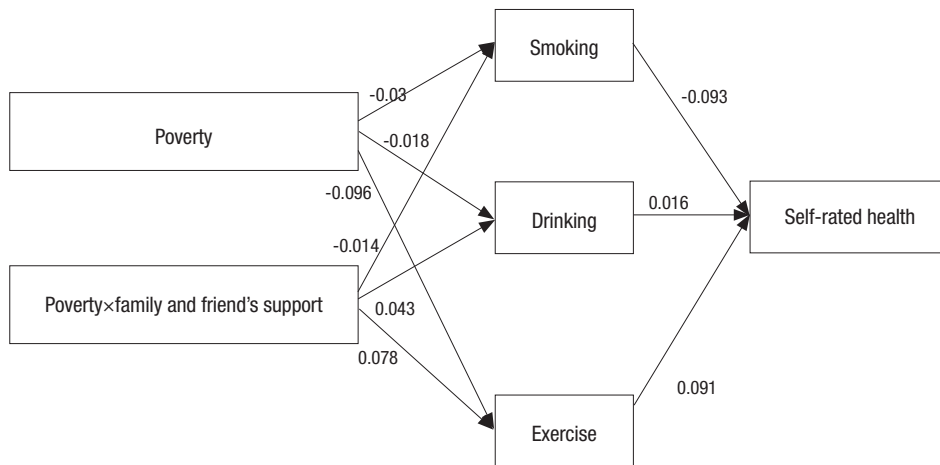 Smoking
-0.03
-0.093
Poverty
-0.018
-0.096
Drinking
0.016
Self-rated health
-0.014
Poverty×family and friend’s support
0.043
0.078
0.091
Exercise